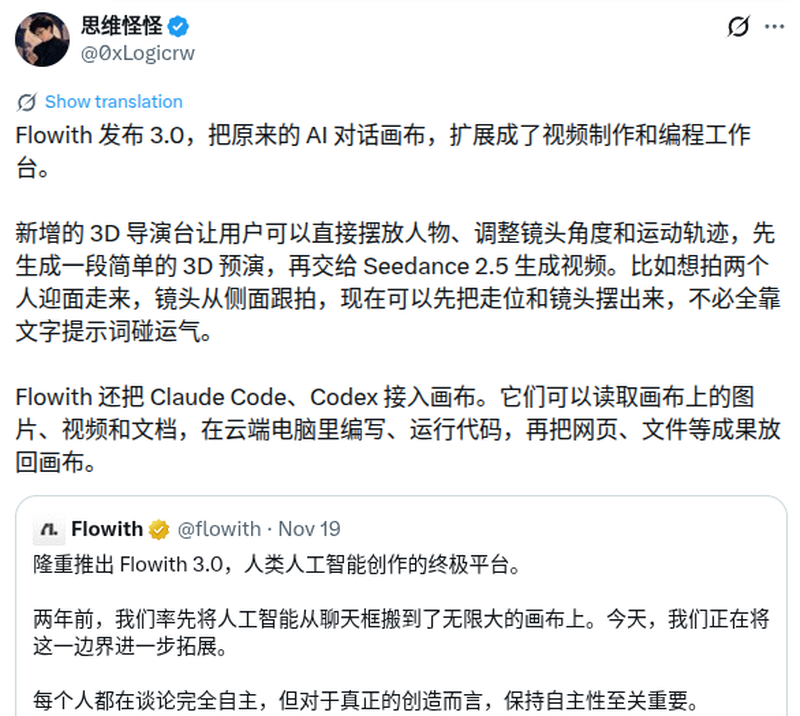 思维怪怪
@0xLogicrw
Show translation
Flowith 发布 3.0，把原来的 AI 对话画布，扩展成了视频制作和编程工作
台。
新增的 3D 导演台让用户可以直接摆放人物、调整镜头角度和运动轨迹，先
生成一段简单的 3D 预演，再交给 Seedance 2.5 生成视频。比如想拍两个
人迎面走来，镜头从侧面跟拍，现在可以先把走位和镜头摆出来，不必全靠
文字提示词碰运气。
Flowith 还把 Claude Code、Codex 接入画布。它们可以读取画布上的图
片、视频和文档，在云端电脑里编写、运行代码，再把网页、文件等成果放
回画布。
Flowith @flowith · Nov 19
隆重推出 Flowith 3.0，人类人工智能创作的终极平台。
两年前，我们率先将人工智能从聊天框搬到了无限大的画布上。今天，我们正在将
这一边界进一步拓展。
每个人都在谈论完全自主，但对于真正的创造而言，保持自主性至关重要。